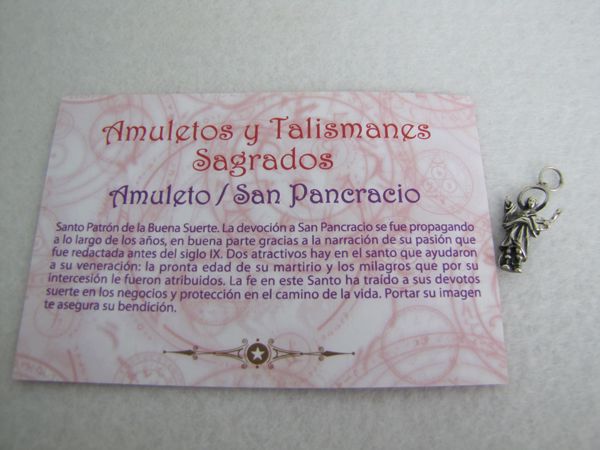 Amuletos y Talismanes
Sagrados
Amuleto / San Pancracio
Santo Patrón de la Buena Suerte. La devoción a San Pancracio se fue propagando
a lo largo de los años, en buena parte gracias a la narración de su pasión que
fue redactada antes del siglo IX. Dos atractivos hay en el santo que ayudaron
a su veneración: la pronta edad de su martirio y los milagros que por su
intercesión le fueron atribuidos. La fe en este Santo ha traído a sus devotos
suerte en los negocios y protección en el camino de la vida. Portar su imagen
te asegura su bendición.